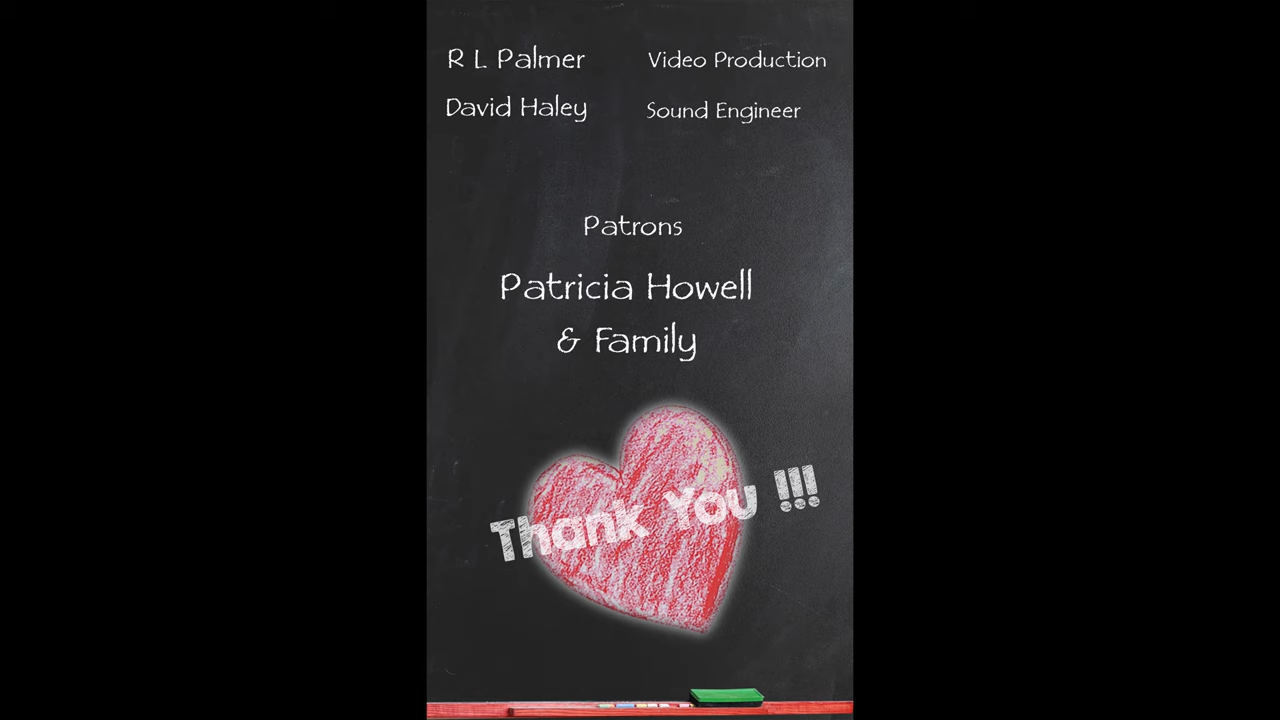 R L Palmer Video Production
David Haley Sound Engineer
Patrons
Patricia Howell
& Family
Thank You !!!